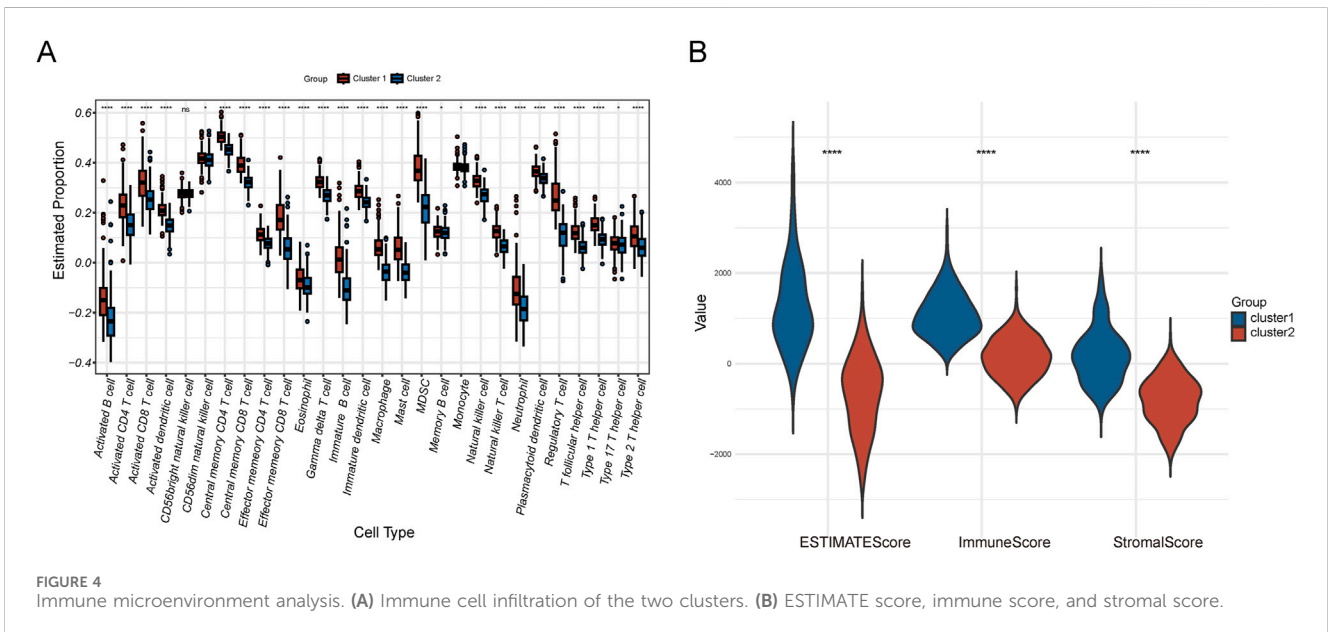 A
Group Cluster 1 Cluster 2
**** **** **** **** ns * **** **** **** **** **** **** **** **** **** **** **** * * **** **** **** **** **** **** **** * ****
0.6
0.4
0.2
0.0
−0.2
−0.4
Estimated Proportion
Activated B cell
Activated CD4 T cell
Activated CD8 T cell
Activated dendritic cell
CD56bright natural killer cell
CD56dim natural killer cell
Central memory CD4 T cell
Central memory CD8 T cell
Effector memeory CD4 T cell
Effector memeory CD8 T cell
Eosinophil
Gamma delta T cell
Immature B cell
Immature dendritic cell
Macrophage
Mast cell
MDSC
Memory B cell
Monocyte
Natural killer cell
Natural killer T cell
Neutrophil
Plasmacytoid dendritic cell
Regulatory T cell
T follicular helper cell
Type 1 T helper cell
Type 17 T helper cell
Type 2 T helper cell
Cell Type
B
**** **** ****
4000
2000
0
−2000
Value
ESTIMATEScore ImmuneScore StromalScore
Group
cluster1
cluster2
FIGURE 4
Immune microenvironment analysis. (A) Immune cell infiltration of the two clusters. (B) ESTIMATE score, immune score, and stromal score.